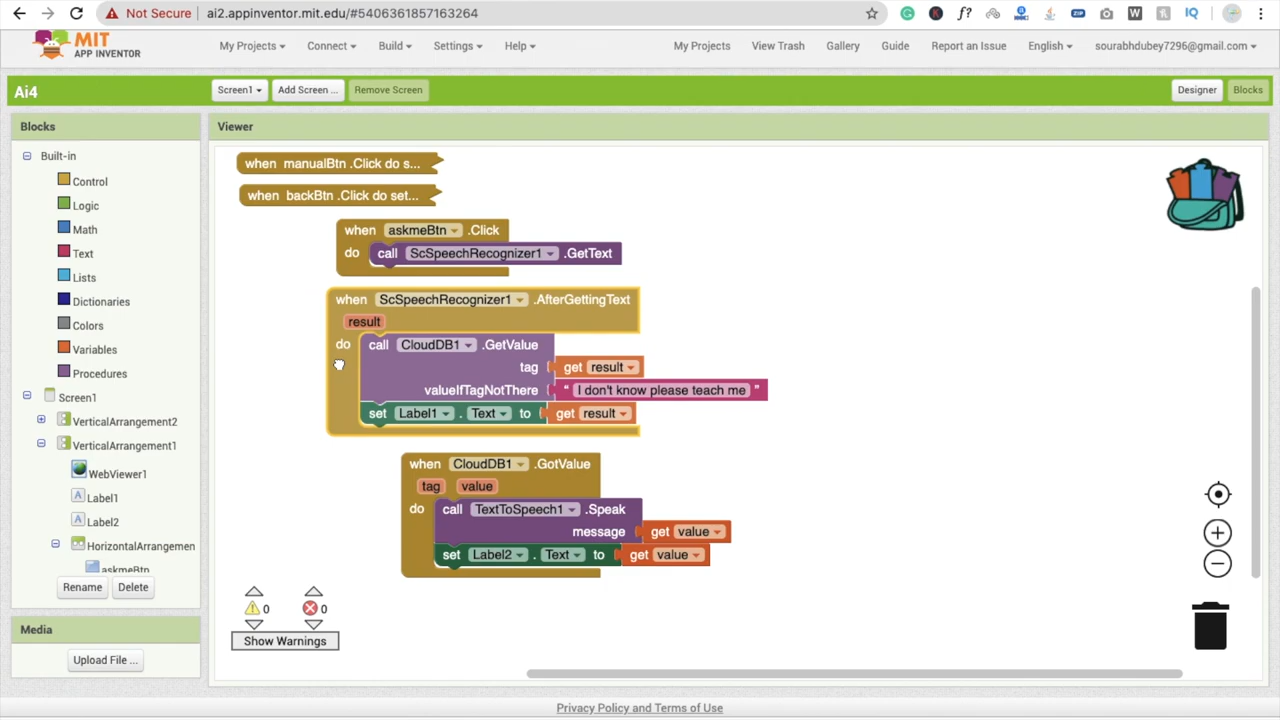 Not Secure
ai2.appinventor.mit.edu/#5406361857163264
MIT
APP INVENTOR
My Projects
Connect
Build
Settings
Help
My Projects
View Trash
Gallery
Guide
Report an Issue
English
sourabhdubey7296@gmail.com
Ai4
Screen1
Add Screen ...
Remove Screen
Designer
Blocks
Blocks
Viewer
Built-in
Control
Logic
Math
Text
Lists
Dictionaries
Colors
Variables
Procedures
Screen1
VerticalArrangement2
VerticalArrangement1
WebViewer1
Label1
Label2
HorizontalArrangemen
askmeBtn
Rename
Delete
Media
Upload File ...
when manualBtn .Click do s...
when backBtn .Click do set...
when askmeBtn .Click
do call ScSpeechRecognizer1 .GetText
when ScSpeechRecognizer1 .AfterGettingText
result
do call CloudDB1 .GetValue
tag get result
valueIfTagNotThere " I don't know please teach me "
set Label1 . Text to get result
when CloudDB1 .GotValue
tag value
do call TextToSpeech1 .Speak
message get value
set Label2 . Text to get value
0 0
Show Warnings
Privacy Policy and Terms of Use